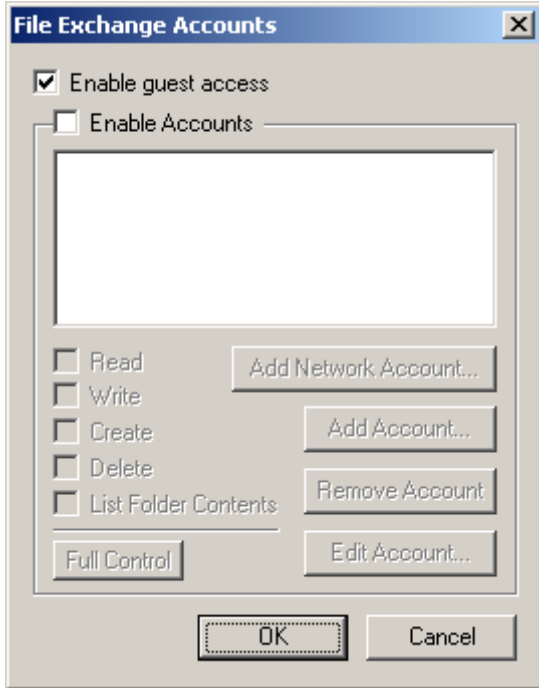 File Exchange Accounts
Enable guest access
Enable Accounts
Read
Add Network Account...
Write
Create
Add Account...
Delete
Remove Account
List Folder Contents
Full Control
Edit Account...
OK
Cancel